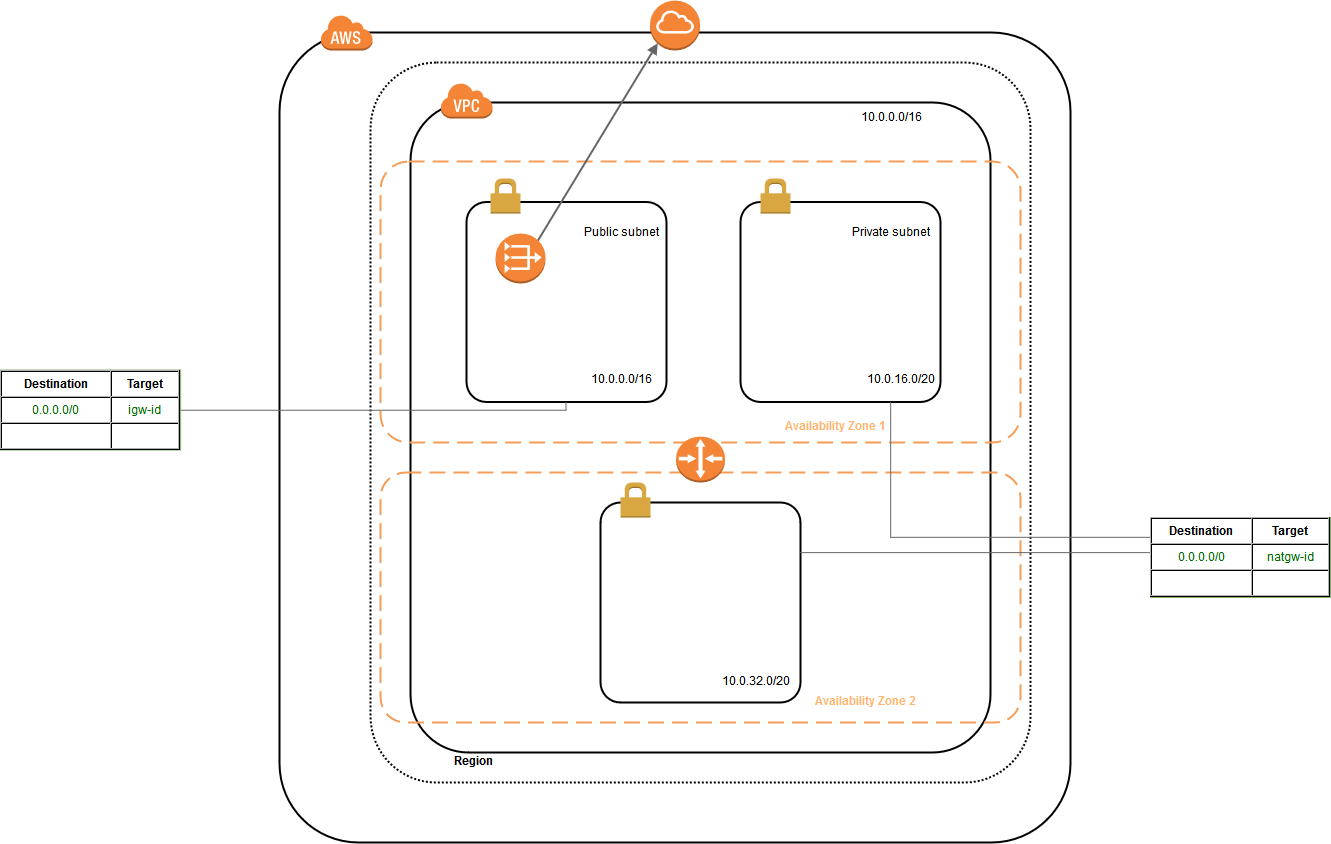 AWS
VPC
10.0.0.0/16
Public subnet
Private subnet
10.0.0.0/16
10.0.16.0/20
Destination Target
0.0.0.0/0 igw-id
Availability Zone 1
Destination Target
0.0.0.0/0 natgw-id
10.0.32.0/20
Availability Zone 2
Region